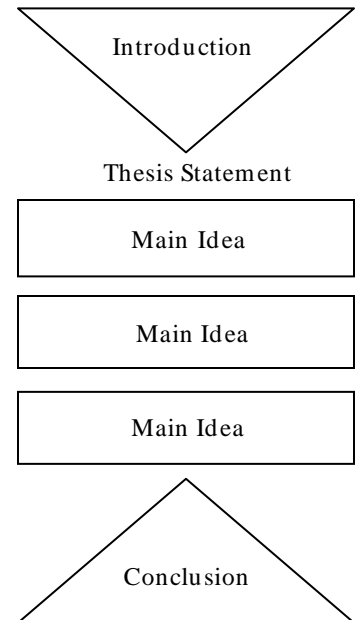 Introduction
Thesis Statement
Main Idea
Main Idea
Main Idea
Conclusion